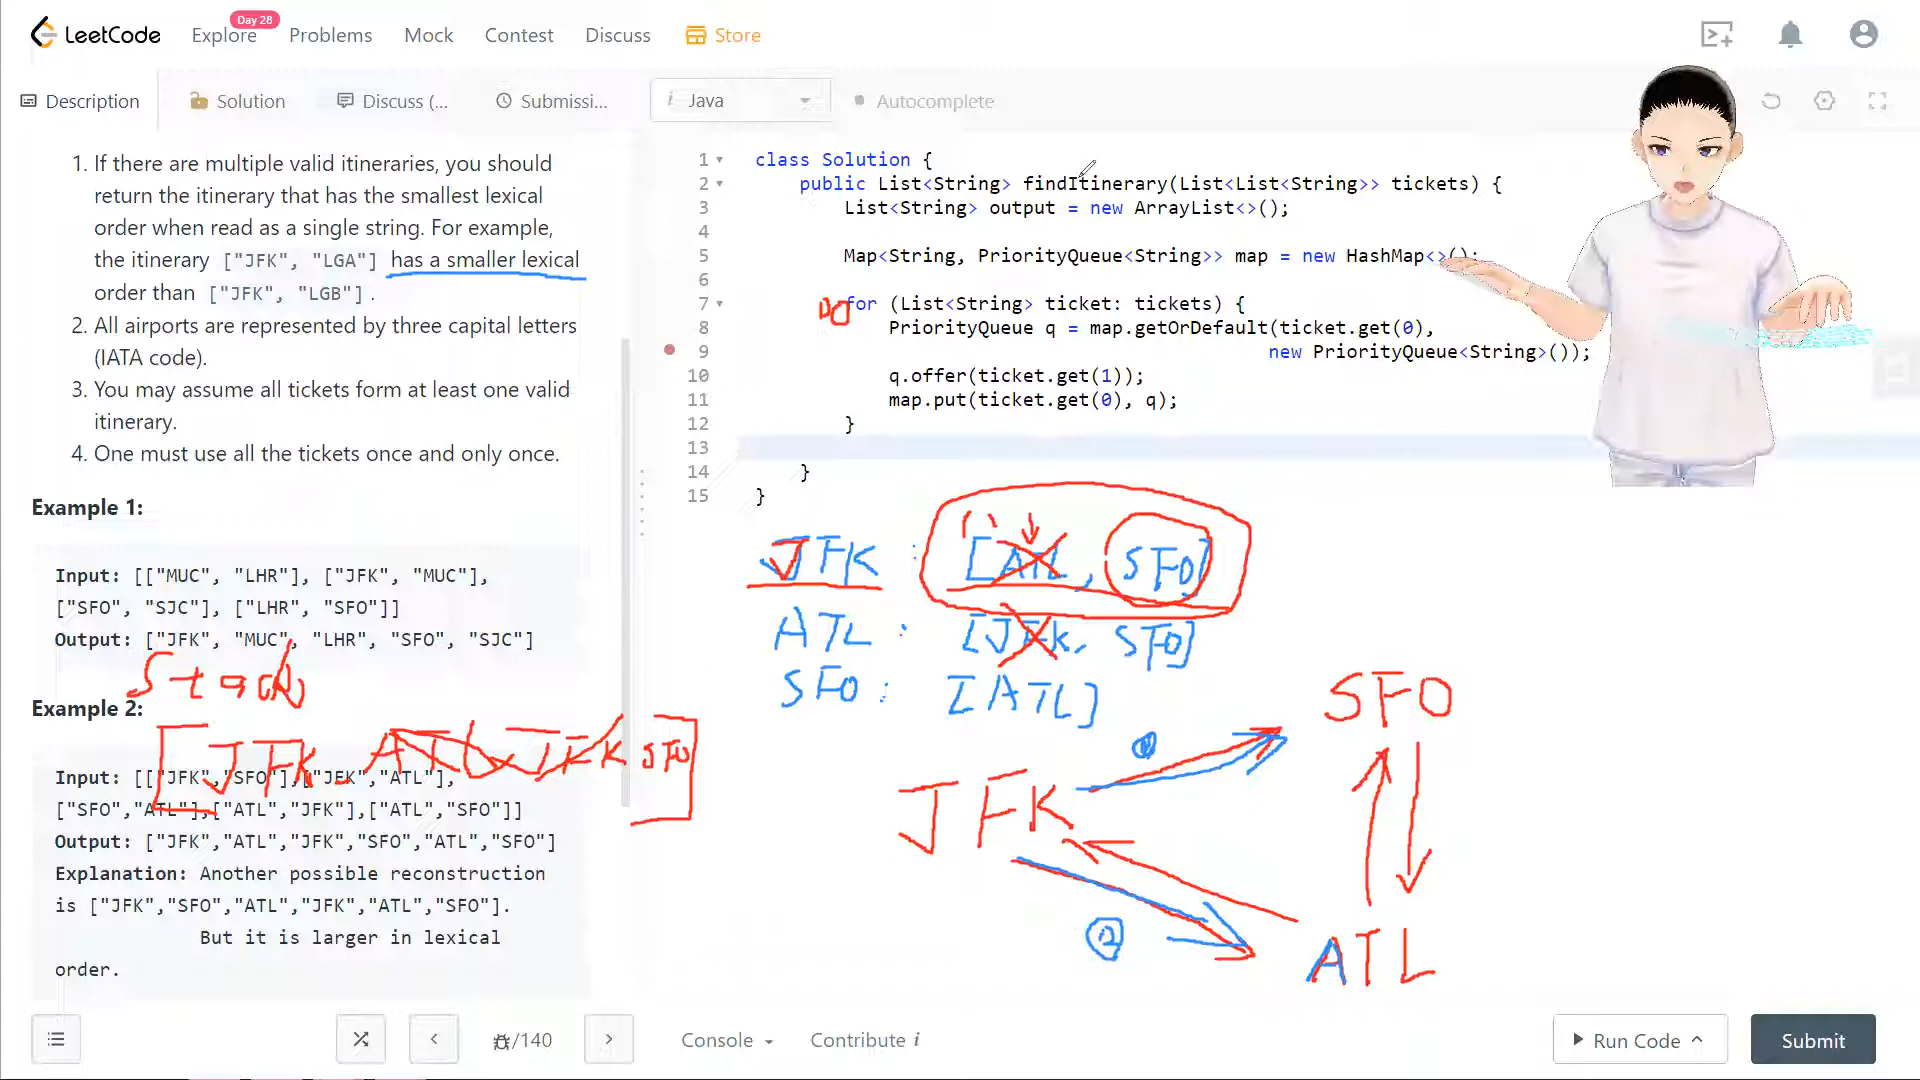 LeetCode
Explore
Day 28
Problems
Mock
Contest
Discuss
Store
Description
Solution
Discuss (...
Submissi...
i Java
Autocomplete
1. If there are multiple valid itineraries, you should
return the itinerary that has the smallest lexical
order when read as a single string. For example,
the itinerary ["JFK", "LGA"] has a smaller lexical
order than ["JFK", "LGB"] .
2. All airports are represented by three capital letters
(IATA code).
3. You may assume all tickets form at least one valid
itinerary.
4. One must use all the tickets once and only once.
Example 1:
Input: [["MUC", "LHR"], ["JFK", "MUC"],
["SFO", "SJC"], ["LHR", "SFO"]]
Output: ["JFK", "MUC", "LHR", "SFO", "SJC"]
Stack
Example 2:
[JFK, ATL, JFK SFO]
Input: [["JFK","SFO"],["JFK","ATL"],
["SFO","ATL"],["ATL","JFK"],["ATL","SFO"]]
Output: ["JFK","ATL","JFK","SFO","ATL","SFO"]
Explanation: Another possible reconstruction
is ["JFK","SFO","ATL","JFK","ATL","SFO"].
But it is larger in lexical
order.
1 class Solution {
2 public List<String> findItinerary(List<List<String>> tickets) {
3 List<String> output = new ArrayList<>();
4
5 Map<String, PriorityQueue<String>> map = new HashMap<>();
6
7 for (List<String> ticket: tickets) {
8 PriorityQueue q = map.getOrDefault(ticket.get(0),
9 new PriorityQueue<String>());
10 q.offer(ticket.get(1));
11 map.put(ticket.get(0), q);
12 }
13
14 }
15 }
JFK : [ATL, SFO]
ATL : [JFK, SFO]
SFO : [ATL]
SFO
JFK
2
ATL
/140
Console
Contribute i
Run Code
Submit